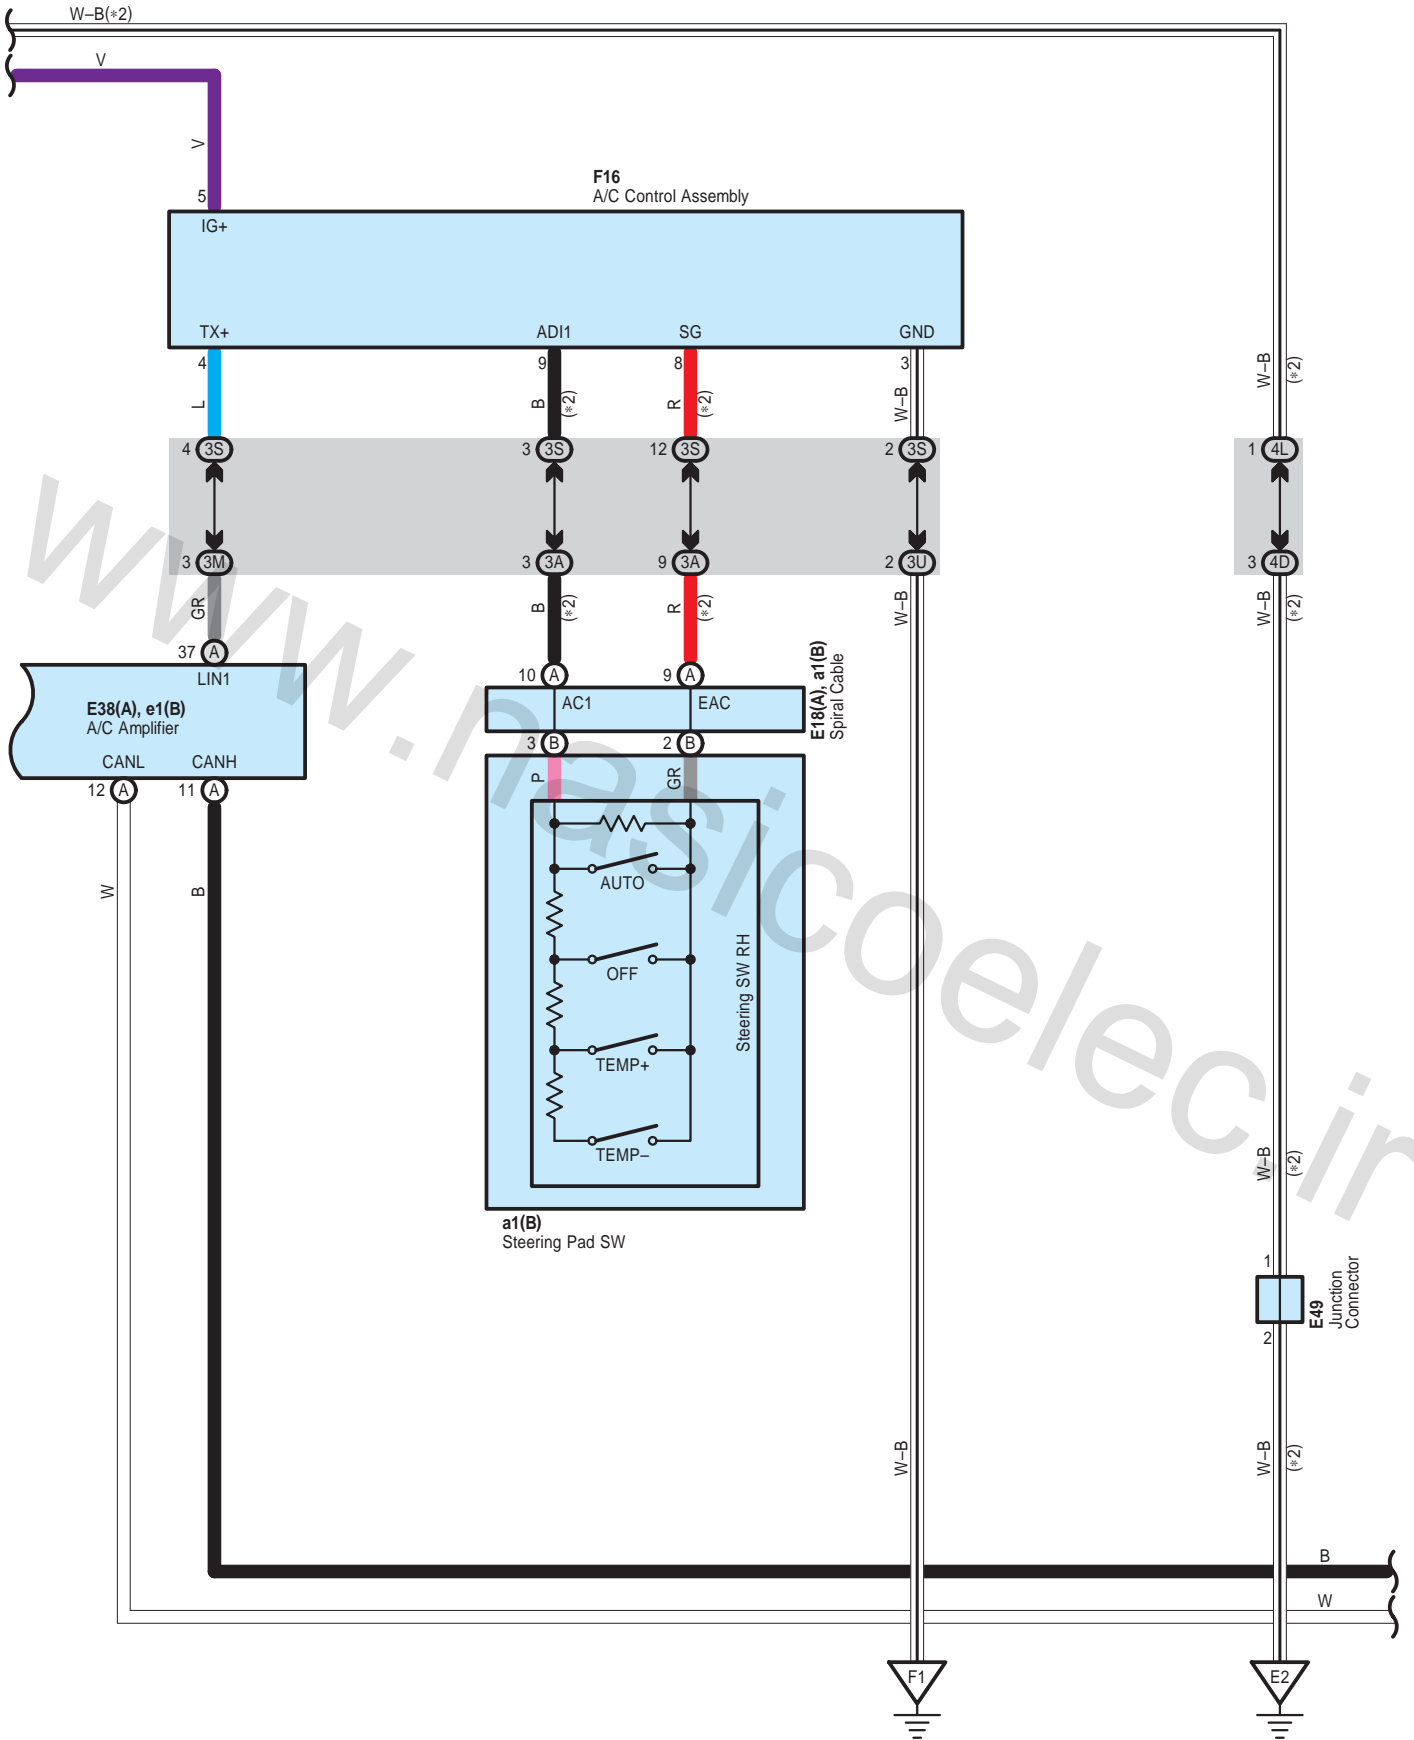 W–B(∗2)
V
V
F16
A/C Control Assembly
5
IG+
TX+
ADI1
SG
GND
4
9
8
3
L
B
(∗2)
R
(∗2)
W–B
W–B
(∗2)
4 3S
3 3S
12 3S
2 3S
1 4L
3 3M
3 3A
9 3A
2 3U
3 4D
GR
B
(∗2)
R
(∗2)
W–B
W–B
(∗2)
37 A
LIN1
E38(A), e1(B)
A/C Amplifier
CANL
CANH
12 A
11 A
10 A
9 A
AC1
EAC
E18(A), a1(B)
Spiral Cable
3 B
2 B
P
GR
W
B
AUTO
OFF
TEMP+
TEMP–
Steering SW RH
a1(B)
Steering Pad SW
W–B
(∗2)
1
E49
Junction
Connector
2
W–B
W–B
(∗2)
B
W
F1
E2
www.nasicoelec.ir